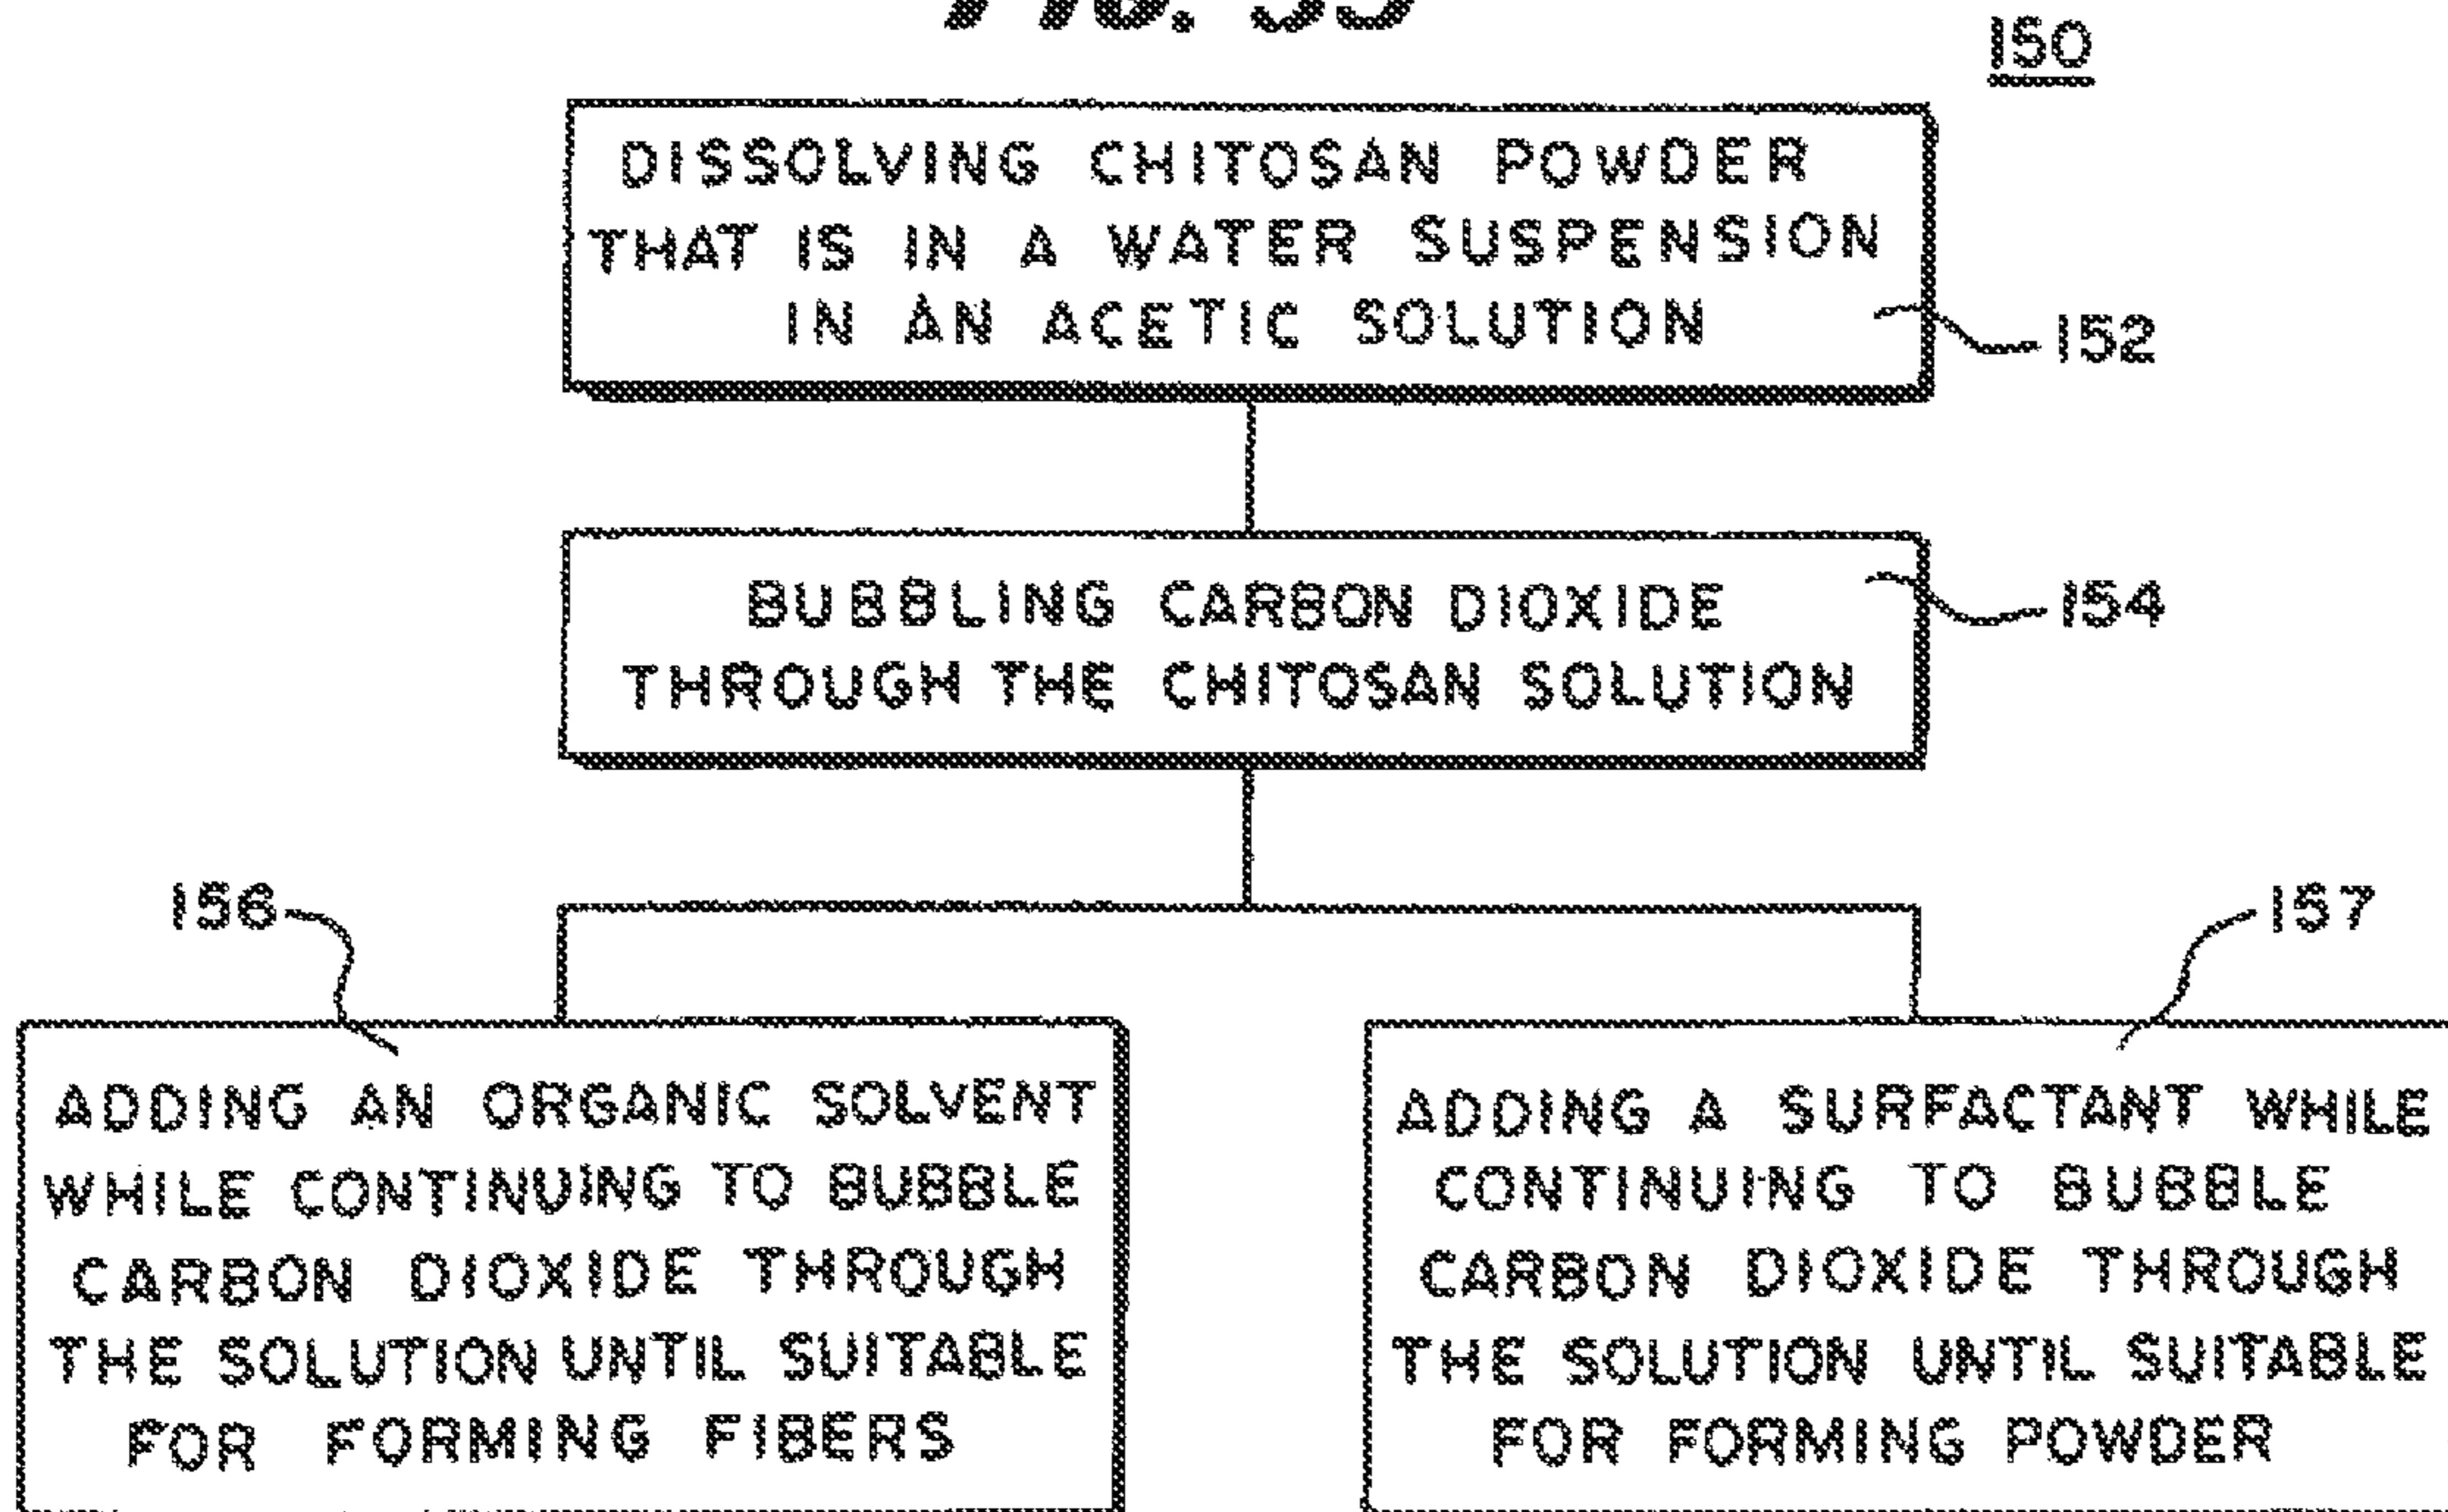 FIG. 33
150
DISSOLVING CHITOSAN POWDER
THAT IS IN A WATER SUSPENSION
IN AN ACETIC SOLUTION
152
BUBBLING CARBON DIOXIDE
THROUGH THE CHITOSAN SOLUTION
154
156
ADDING AN ORGANIC SOLVENT
WHILE CONTINUING TO BUBBLE
CARBON DIOXIDE THROUGH
THE SOLUTION UNTIL SUITABLE
FOR FORMING FIBERS
157
ADDING A SURFACTANT WHILE
CONTINUING TO BUBBLE
CARBON DIOXIDE THROUGH
THE SOLUTION UNTIL SUITABLE
FOR FORMING POWDER